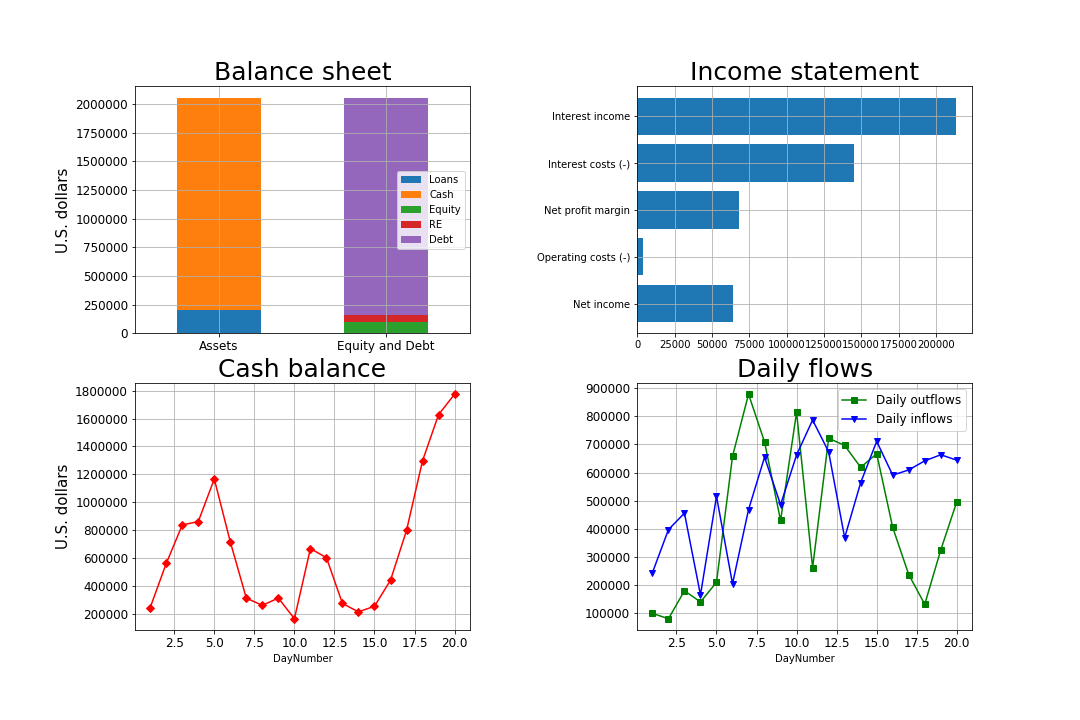 Balance sheet
2000000
1750000
1500000
1250000
1000000
750000
500000
250000
0
U.S. dollars
Loans
Cash
Equity
RE
Debt
Assets
Equity and Debt
Income statement
Interest income
Interest costs (-)
Net profit margin
Operating costs (-)
Net income
0 25000 50000 75000 100000 125000 150000 175000 200000
Cash balance
1800000
1600000
1400000
1200000
1000000
800000
600000
400000
200000
U.S. dollars
2.5 5.0 7.5 10.0 12.5 15.0 17.5 20.0
DayNumber
Daily flows
900000
800000
700000
600000
500000
400000
300000
200000
100000
Daily outflows
Daily inflows
2.5 5.0 7.5 10.0 12.5 15.0 17.5 20.0
DayNumber